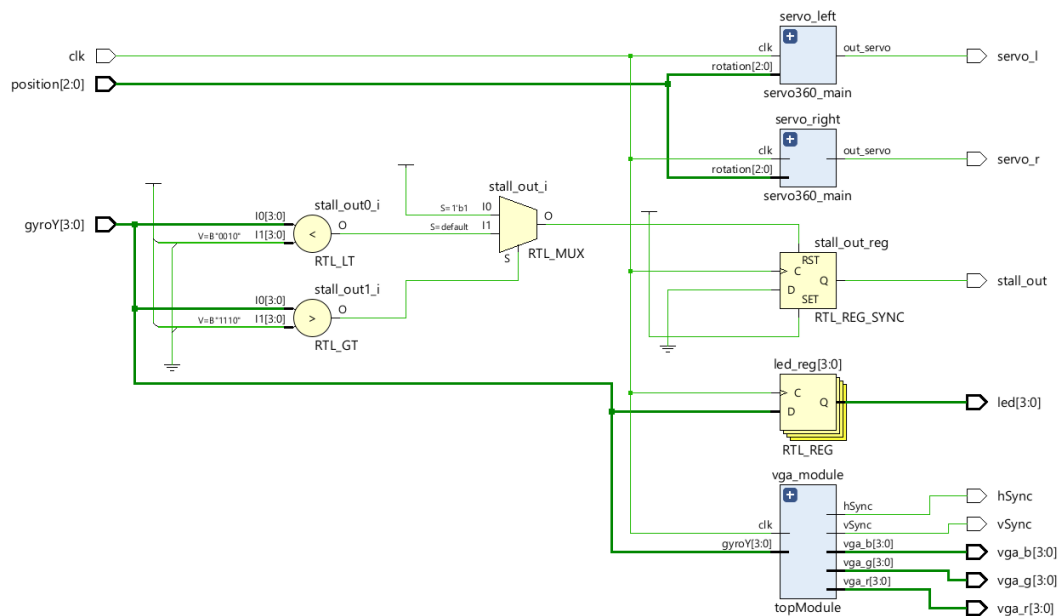 servo_left
clk
clk
out_servo
servo_l
position[2:0]
rotation[2:0]
servo360_main
servo_right
clk
out_servo
servo_r
rotation[2:0]
servo360_main
stall_out_i
S=1'b1
I0
stall_out0_i
S=default
I1
O
gyroY[3:0]
I0[3:0]
O
V=B"0010"
I1[3:0]
<
S
RTL_MUX
stall_out_reg
RTL_LT
RST
C
Q
stall_out
D
stall_out1_i
SET
I0[3:0]
O
V=B"1110"
I1[3:0]
>
RTL_REG_SYNC
RTL_GT
led_reg[3:0]
C
Q
led[3:0]
D
RTL_REG
vga_module
hSync
hSync
clk
vSync
vSync
gyroY[3:0]
vga_b[3:0]
vga_b[3:0]
vga_g[3:0]
vga_g[3:0]
vga_r[3:0]
vga_r[3:0]
topModule